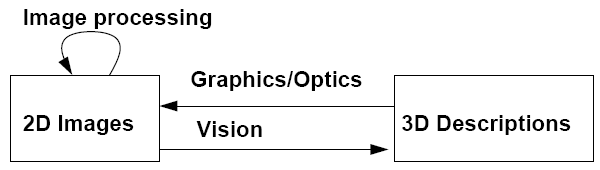 Image processing
Graphics/Optics
2D Images
Vision
3D Descriptions